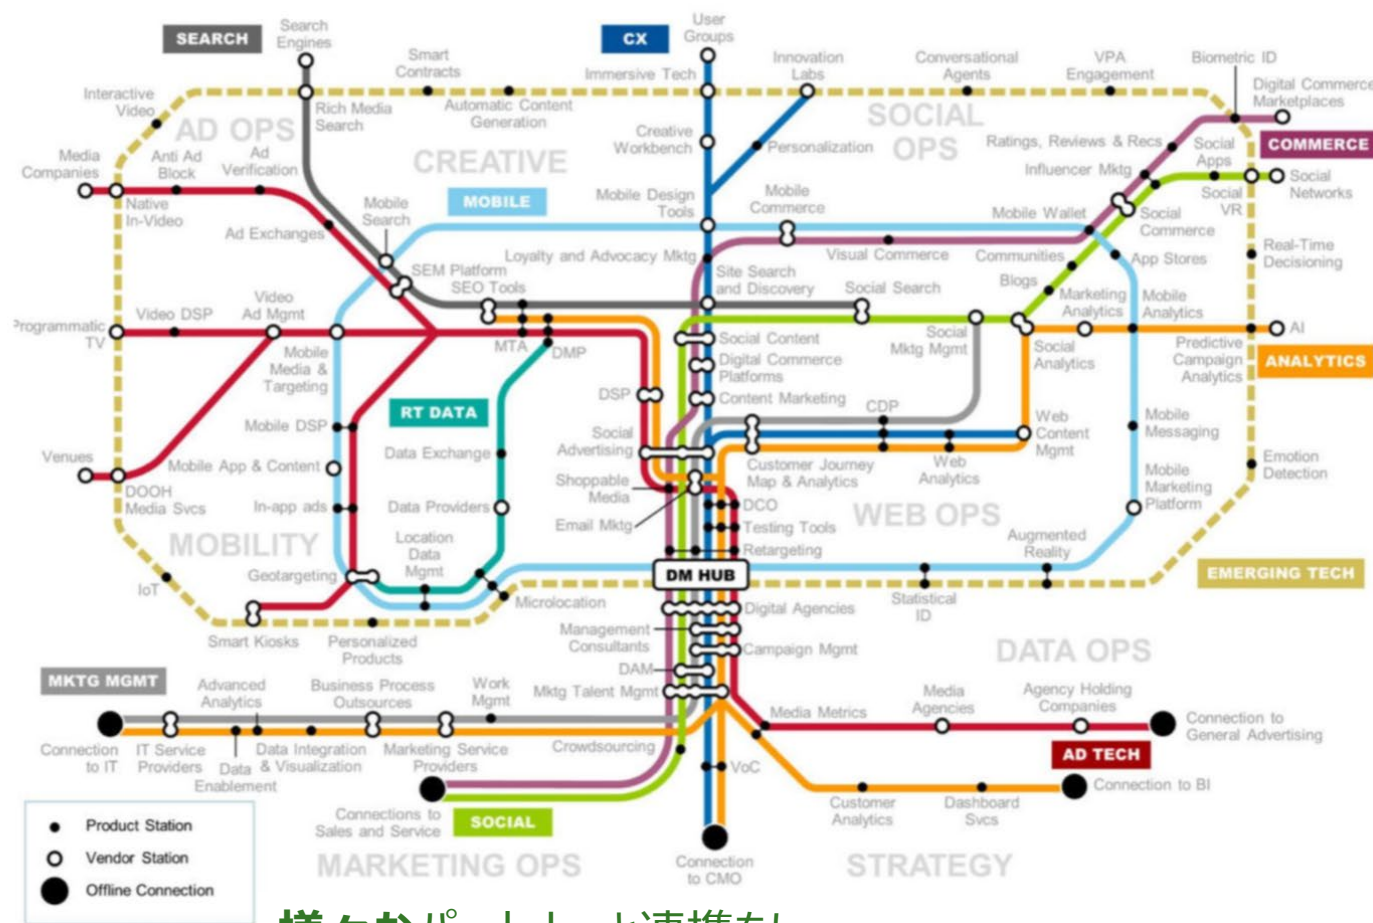 SEARCH
Search
Engines
CX
User
Groups
Smart
Contracts
Immersive Tech
Innovation
Labs
Conversational
Agents
VPA
Engagement
Biometric ID
Digital Commerce
Marketplaces
Interactive
Video
AD OPS
Rich Media
Search
Automatic Content
Generation
SOCIAL
OPS
Creative
Workbench
Personalization
Ratings, Reviews & Recs
Social
Apps
COMMERCE
Media
Companies
Anti Ad
Block
Ad
Verification
CREATIVE
Influencer Mktg
Social
Networks
Native
In-Video
Mobile
Search
MOBILE
Mobile Design
Tools
Mobile
Commerce
Mobile Wallet
Social
Commerce
Social
VR
Ad Exchanges
Loyalty and Advocacy Mktg
Visual Commerce
Communities
App Stores
Real-Time
Decisioning
SEM Platform
SEO Tools
Site Search
and Discovery
Social Search
Blogs
Marketing
Analytics
Mobile
Analytics
Programmatic
TV
Video DSP
Video
Ad Mgmt
Mobile
Media &
Targeting
MTA
DMP
Social Content
Social
Mktg Mgmt
Social
Analytics
Predictive
Campaign
Analytics
AI
ANALYTICS
Digital Commerce
Platforms
DSP
Content Marketing
RT DATA
CDP
Mobile DSP
Data Exchange
Social
Advertising
Web
Content
Mgmt
Mobile
Messaging
Venues
Mobile App & Content
Customer Journey
Map & Analytics
Web
Analytics
Emotion
Detection
DOOH
Media Svcs
Shoppable
Media
Mobile
Marketing
Platform
In-app ads
Data Providers
Email Mktg
DCO
Testing Tools
WEB OPS
MOBILITY
Location
Data
Mgmt
Retargeting
Augmented
Reality
Geotargeting
DM HUB
EMERGING TECH
IoT
Microlocation
Statistical
ID
Digital Agencies
Smart Kiosks
Personalized
Products
Management
Consultants
Campaign Mgmt
DATA OPS
DAM
MKTG MGMT
Advanced
Analytics
Business Process
Outsources
Work
Mgmt
Mktg Talent Mgmt
Media
Agencies
Agency Holding
Companies
Media Metrics
Connection to
General Advertising
Connection
to IT
IT Service
Providers
Data
Enablement
Data Integration
& Visualization
Marketing Service
Providers
Crowdsourcing
AD TECH
VoC
Connection to BI
Connections to
Sales and Service
SOCIAL
Customer
Analytics
Dashboard
Svcs
Product Station
Vendor Station
Offline Connection
MARKETING OPS
Connection
to CMO
STRATEGY